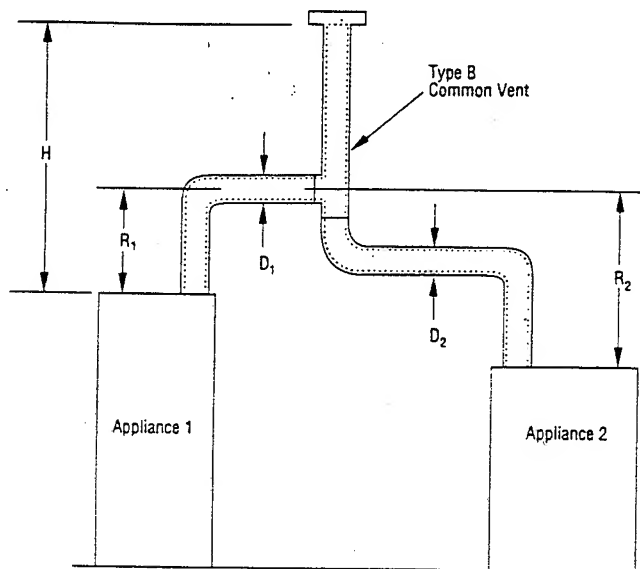 Type B
Common Vent
H
R₁
D₁
R₂
D₂
Appliance 1
Appliance 2